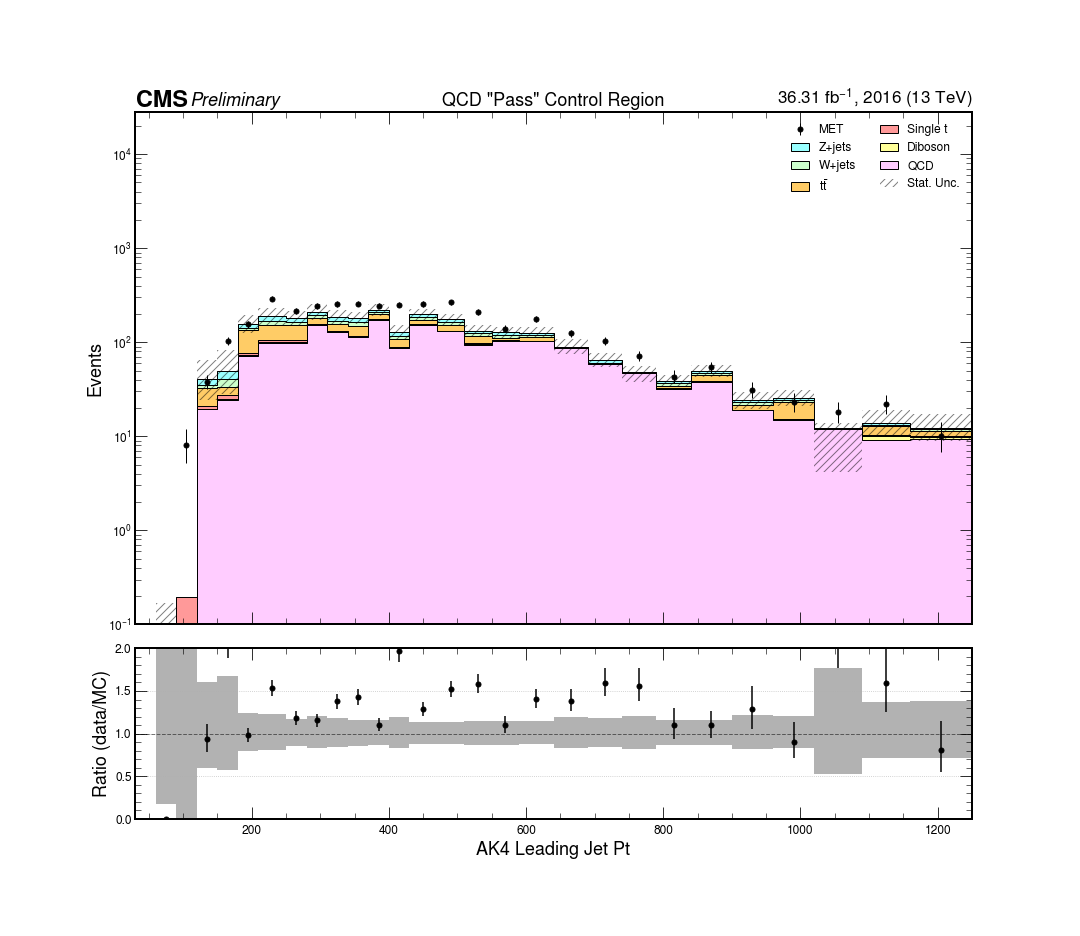 CMS Preliminary QCD "Pass" Control Region 36.31 fb⁻¹, 2016 (13 TeV)
MET Single t
Z+jets Diboson
W+jets QCD
tt̄ Stat. Unc.
10⁴
10³
10²
10¹
10⁰
10⁻¹
Events
2.0
1.5
1.0
0.5
0.0
Ratio (data/MC)
200 400 600 800 1000 1200
AK4 Leading Jet Pt